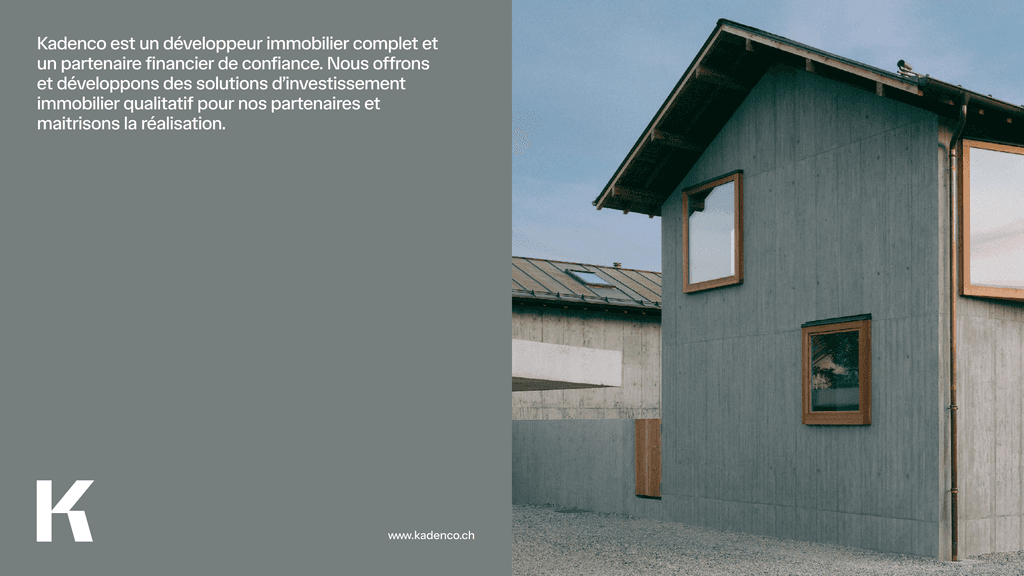 Kadenco est un développeur immobilier complet et
un partenaire financier de confiance. Nous offrons
et développons des solutions d'investissement
immobilier qualitatif pour nos partenaires et
maitrisons la réalisation.
K
www.kadenco.ch